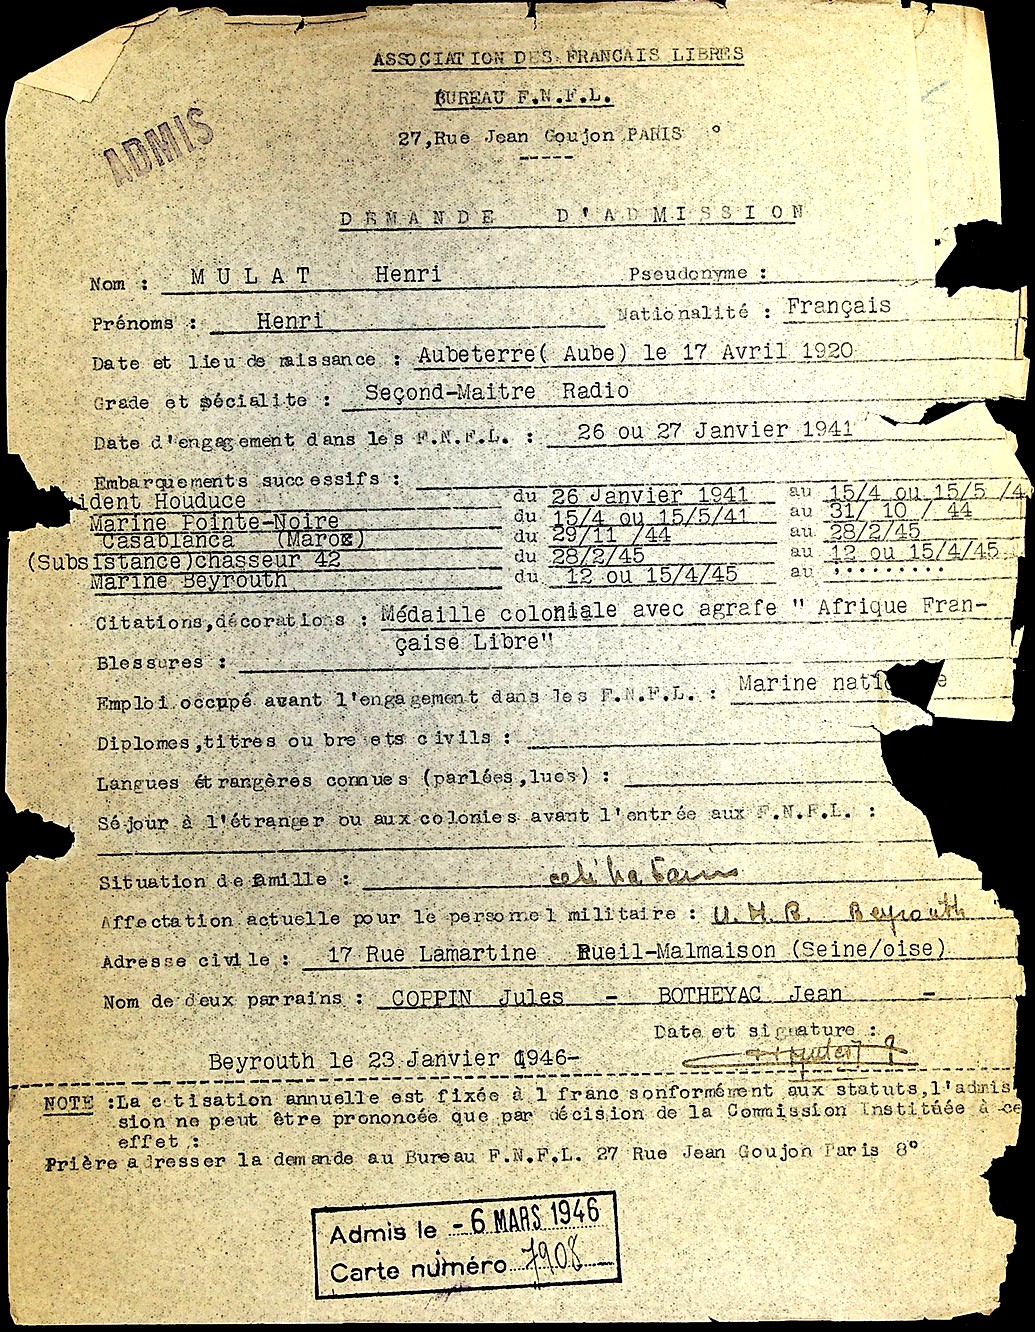 ASSOCIATION DES FRANCAIS LIBRES
BUREAU F.N.F.L.
27,Rue Jean Goujon PARIS °
-----
ADMIS
DEMANDE D'ADMISSION
Nom : MULAT Henri Pseudonyme :
Prénoms : Henri Nationalité : Français
Date et lieu de naissance : Aubeterre( Aube) le 17 Avril 1920
Grade et spécialite : Seçond-Maitre Radio
Date d'engagement dans les F.N.F.L. : 26 ou 27 Janvier 1941
Embarquements successifs :
ident Houduce du 26 Janvier 1941 au 15/4 ou 15/5 /4
Marine Pointe-Noire du 15/4 ou 15/5/41 au 31/ 10 / 44
Casablanca (Maroc) du 29/11 /44 au 28/2/45
(Subsistance)chasseur 42 du 28/2/45 au 12 ou 15/4/45
Marine Beyrouth du 12 ou 15/4/45 au .........
Citations,décorations : Médaille coloniale avec agrafe " Afrique Fran-
çaise Libre"
Blessures :
Emploi occupé avant l'engagement dans les F.N.F.L. : Marine natio e
Diplomes,titres ou brevets civils :
Langues étrangères connues (parlées,lues) :
Séjour à l'étranger ou aux colonies avant l'entrée aux F.N.F.L. :
Situation de famille : célibataire
Affectation actuelle pour le personnel militaire : U.M.B. Beyrouth
Adresse civile : 17 Rue Lamartine Rueil-Malmaison (Seine/oise)
Nom de deux parrains : COPPIN Jules - BOTHEYAC Jean -
Date et signature :
Beyrouth le 23 Janvier 1946-
NOTE :La cotisation annuelle est fixée à 1 franc sonformément aux statuts,l'admis
sion ne peut être prononcée que par décision de la Commission Instituée à ce
effet :
Prière adresser la demande au Bureau F.N.F.L. 27 Rue Jean Goujon Paris 8°
Admis le - 6 MARS 1946
Carte numéro 7908